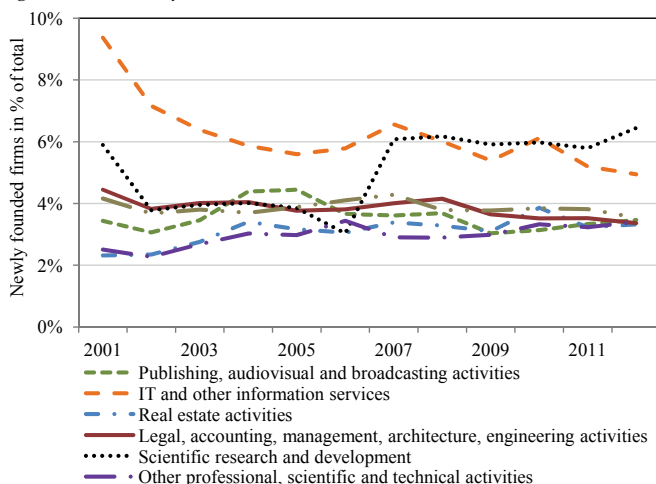 10%
8%
6%
4%
2%
0%
Newly founded firms in % of total
2001 2003 2005 2007 2009 2011
Publishing, audiovisual and broadcasting activities
IT and other information services
Real estate activities
Legal, accounting, management, architecture, engineering activities
Scientific research and development
Other professional, scientific and technical activities